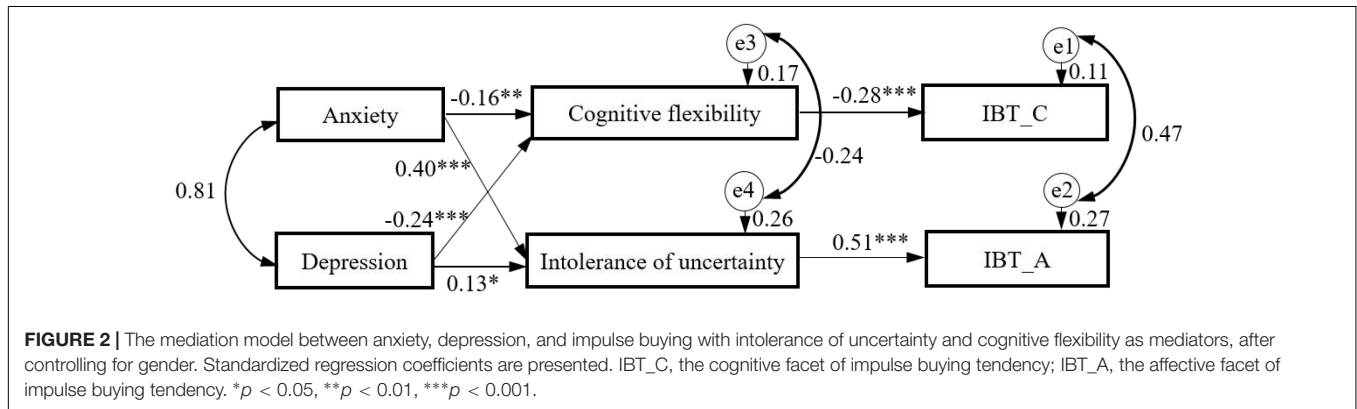 e3
e1
0.17
0.11
-0.16**
-0.28***
Anxiety
Cognitive flexibility
IBT_C
0.47
-0.24
0.40***
0.81
e4
e2
-0.24***
0.26
0.27
0.51***
Depression
Intolerance of uncertainty
IBT_A
0.13*
FIGURE 2 | The mediation model between anxiety, depression, and impulse buying with intolerance of uncertainty and cognitive flexibility as mediators, after
controlling for gender. Standardized regression coefficients are presented. IBT_C, the cognitive facet of impulse buying tendency; IBT_A, the affective facet of
impulse buying tendency. *p < 0.05, **p < 0.01, ***p < 0.001.